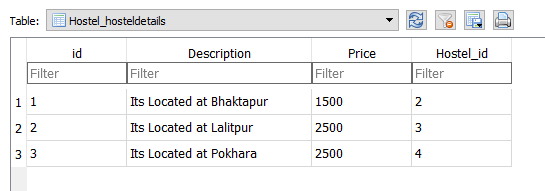 Table: Hostel_hosteldetails
id Description Price Hostel_id
Filter Filter Filter Filter
1 1 Its Located at Bhaktapur 1500 2
2 2 Its Located at Lalitpur 2500 3
3 3 Its Located at Pokhara 2500 4